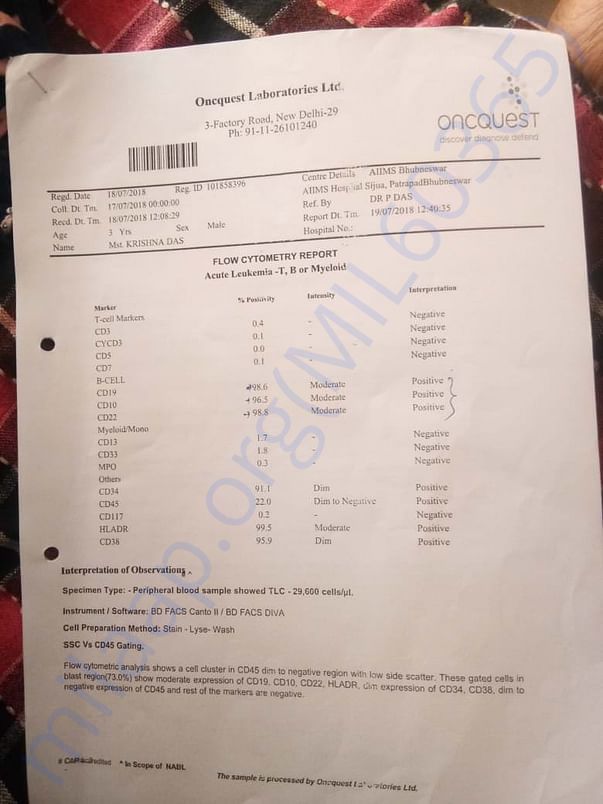 Oncquest Laboratories Ltd.
3-Factory Road, New Delhi-29
Ph: 91-11-26101240
ONCQUEST
discover diagnose defend
Regd. Date 18/07/2018 Reg. ID 101858396 Centre Details AIIMS Bhubneswar
Coll. Dt. Tm. 17/07/2018 00:00:00 AIIMS Hospital Sijua, PatrapadBhubneswar
Recd. Dt. Tm. 18/07/2018 12:08:29 Ref. By DR P DAS
Age 3 Yrs Sex Male Report Dt. Tm. 19/07/2018 12:40:35
Name Mst. KRISHNA DAS Hospital No.:
FLOW CYTOMETRY REPORT
Acute Leukemia -T, B or Myeloid
Marker % Positivity Intensity Interpretation
T-cell Markers
CD3 0.4 - Negative
CYCD3 0.1 - Negative
CD5 0.0 - Negative
CD7 0.1 - Negative
B-CELL
CD19 98.6 Moderate Positive
CD10 96.5 Moderate Positive
CD22 98.8 Moderate Positive
Myeloid/Mono
CD13 1.7 - Negative
CD33 1.8 - Negative
MPO 0.3 - Negative
Others
CD34 91.1 Dim Positive
CD45 22.0 Dim to Negative Positive
CD117 0.2 - Negative
HLADR 99.5 Moderate Positive
CD38 95.9 Dim Positive
Interpretation of Observations ^
Specimen Type: - Peripheral blood sample showed TLC - 29,600 cells/µl.
Instrument / Software: BD FACS Canto II / BD FACS DIVA
Cell Preparation Method: Stain - Lyse- Wash
SSC Vs CD45 Gating.
Flow cytometric analysis shows a cell cluster in CD45 dim to negative region with low side scatter. These gated cells in
blast region(73.0%) show moderate expression of CD19, CD10, CD22, HLADR, dim expression of CD34, CD38, dim to
negative expression of CD45 and rest of the markers are negative.
# CAP accredited * In Scope of NABL
The sample is processed by Oncquest Laboratories Ltd.